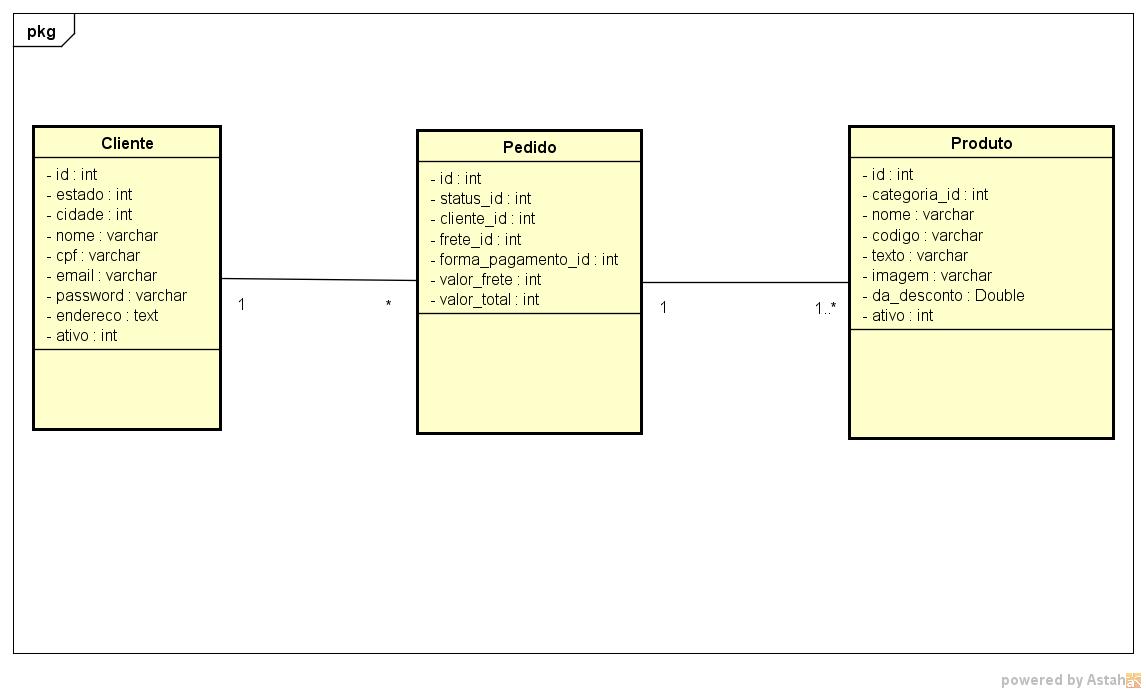 pkg
Cliente
- id : int
- estado : int
- cidade : int
- nome : varchar
- cpf : varchar
- email : varchar
- password : varchar
- endereco : text
- ativo : int
1
*
Pedido
- id : int
- status_id : int
- cliente_id : int
- frete_id : int
- forma_pagamento_id : int
- valor_frete : int
- valor_total : int
1
1..*
Produto
- id : int
- categoria_id : int
- nome : varchar
- codigo : varchar
- texto : varchar
- imagem : varchar
- da_desconto : Double
- ativo : int
powered by Astah